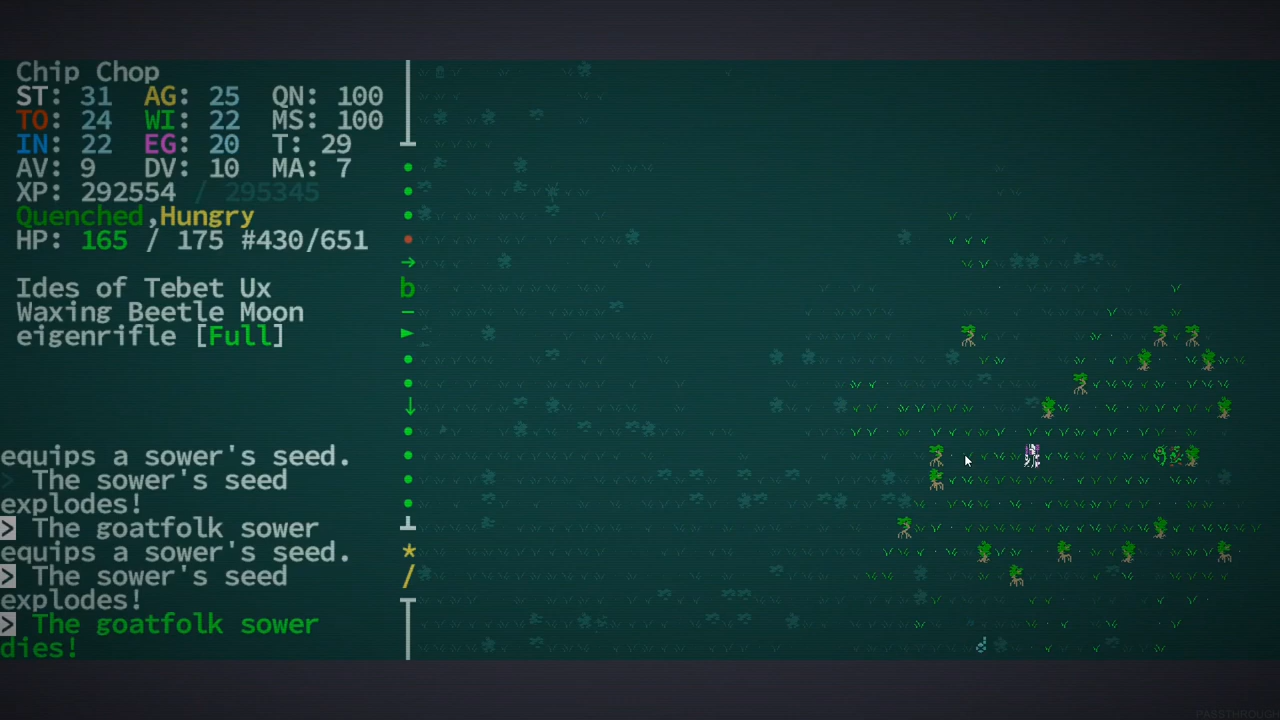 Chip Chop
ST: 31 AG: 25 QN: 100
TO: 24 WI: 22 MS: 100
IN: 22 EG: 20 T: 29
AV: 9 DV: 10 MA: 7
XP: 292554 / 295345
Quenched,Hungry
HP: 165 / 175 #430/651
Ides of Tebet Ux
Waxing Beetle Moon
eigenrifle [Full]
equips a sower's seed.
> The sower's seed
explodes!
> The goatfolk sower
equips a sower's seed.
> The sower's seed
explodes!
> The goatfolk sower
dies!
b
PASSTHROUGH